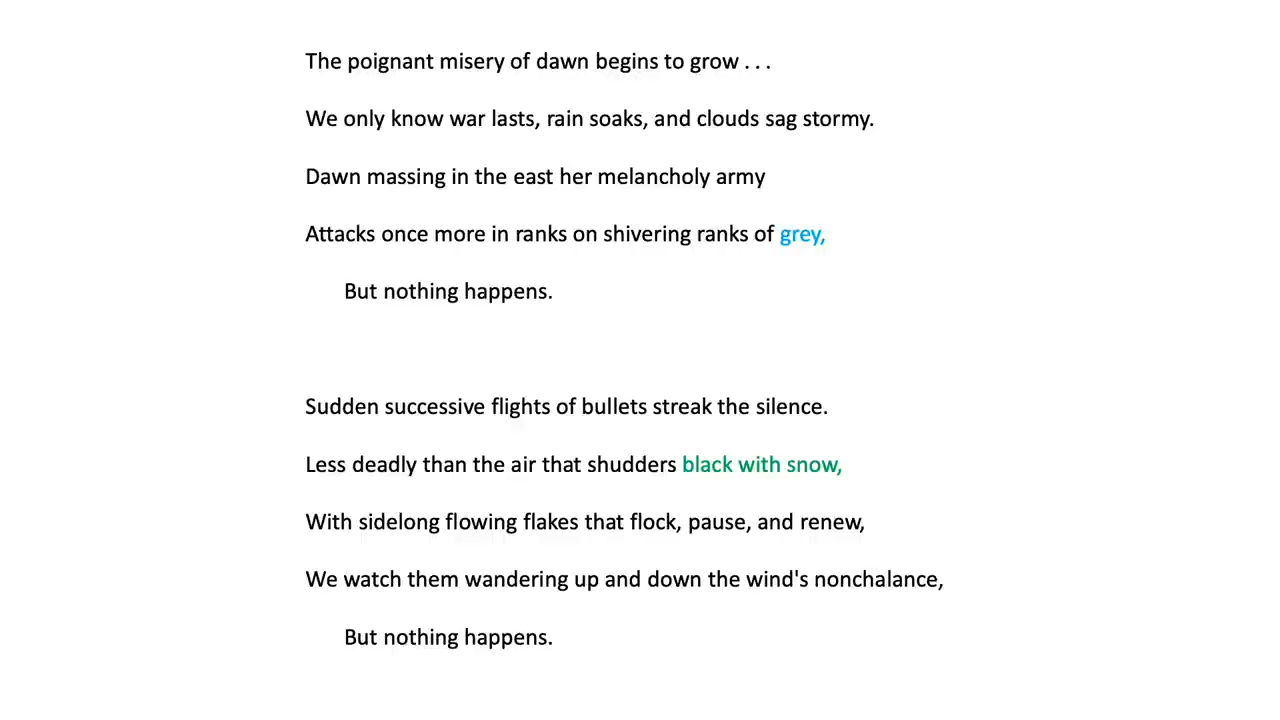 The poignant misery of dawn begins to grow . . .
We only know war lasts, rain soaks, and clouds sag stormy.
Dawn massing in the east her melancholy army
Attacks once more in ranks on shivering ranks of grey,
But nothing happens.
Sudden successive flights of bullets streak the silence.
Less deadly than the air that shudders black with snow,
With sidelong flowing flakes that flock, pause, and renew,
We watch them wandering up and down the wind's nonchalance,
But nothing happens.